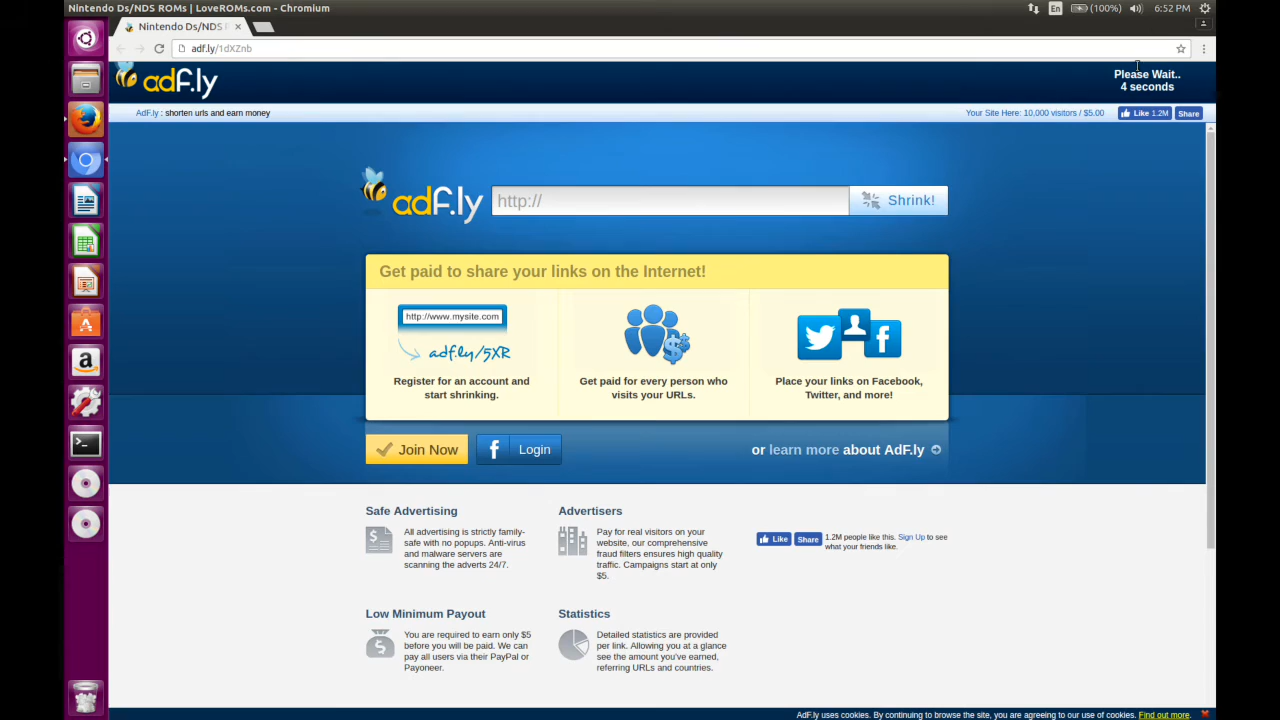 Nintendo Ds/NDS ROMs | LoveROMs.com - Chromium
En
(100%)
6:52 PM
Nintendo Ds/NDS R
adf.ly/1dXZnb
adf.ly
Please Wait..
4 seconds
AdF.ly : shorten urls and earn money
Your Site Here: 10,000 visitors / $5.00
Like 1.2M
Share
adf.ly
http://
Shrink!
Get paid to share your links on the Internet!
http://www.mysite.com
adf.ly/5XR
Register for an account and
start shrinking.
Get paid for every person who
visits your URLs.
Place your links on Facebook,
Twitter, and more!
Join Now
Login
or learn more about AdF.ly
Safe Advertising
All advertising is strictly family-
safe with no popups. Anti-virus
and malware servers are
scanning the adverts 24/7.
Advertisers
Pay for real visitors on your
website, our comprehensive
fraud filters ensures high quality
traffic. Campaigns start at only
$5.
Like
Share
1.2M people like this. Sign Up to see
what your friends like.
Low Minimum Payout
You are required to earn only $5
before you will be paid. We can
pay all users via their PayPal or
Payoneer.
Statistics
Detailed statistics are provided
per link. Allowing you at a glance
see the amount you've earned,
referring URLs and countries.
AdF.ly uses cookies. By continuing to browse the site, you are agreeing to our use of cookies. Find out more.